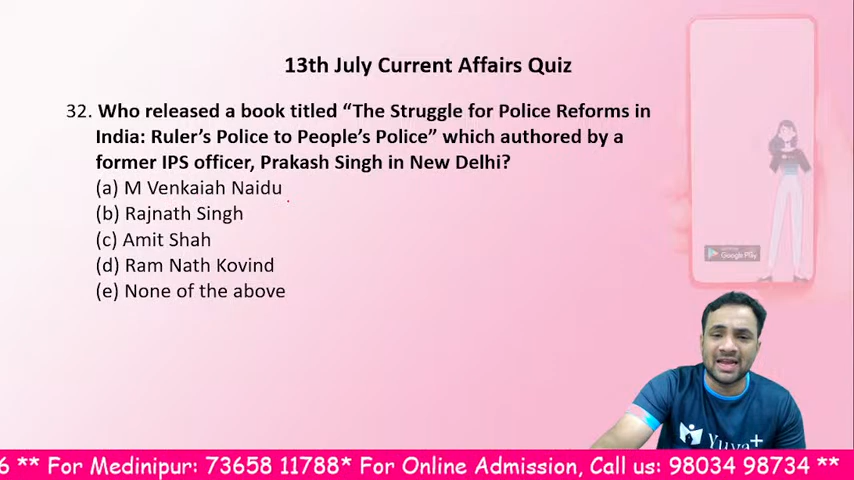 13th July Current Affairs Quiz
32. Who released a book titled “The Struggle for Police Reforms in
India: Ruler’s Police to People’s Police” which authored by a
former IPS officer, Prakash Singh in New Delhi?
(a) M Venkaiah Naidu
(b) Rajnath Singh
(c) Amit Shah
(d) Ram Nath Kovind
(e) None of the above
Google Play
Yuva+
6 ** For Medinipur: 73658 11788* For Online Admission, Call us: 98034 98734 **